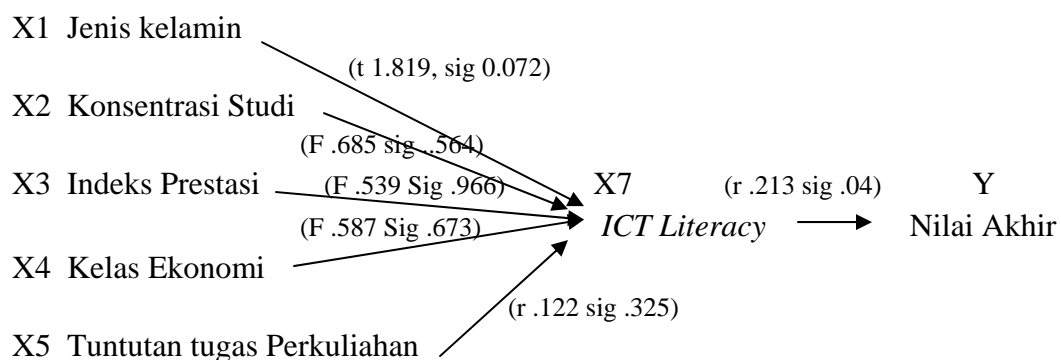 X1 Jenis kelamin
(t 1.819, sig 0.072)
X2 Konsentrasi Studi
(F .685 sig ..564)
X3 Indeks Prestasi (F .539 Sig .966) X7 (r .213 sig .04) Y
(F .587 Sig .673) ICT Literacy Nilai Akhir
X4 Kelas Ekonomi
(r .122 sig .325)
X5 Tuntutan tugas Perkuliahan